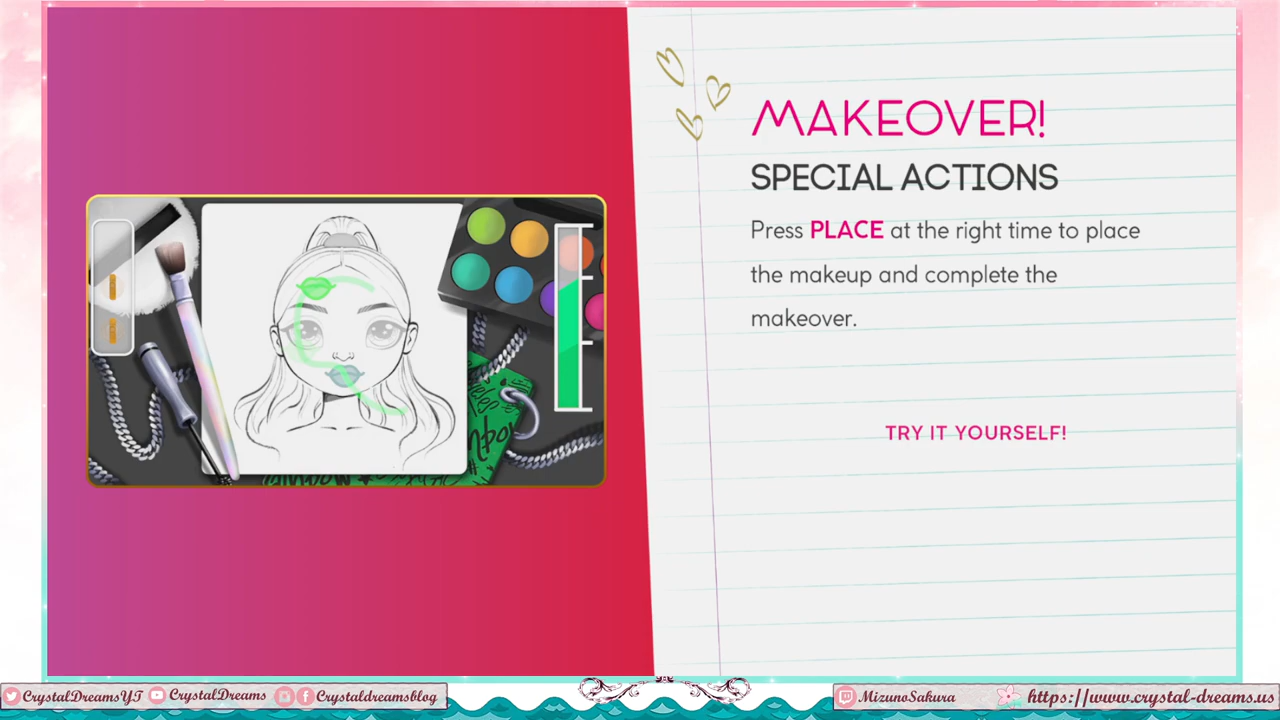 MAKEOVER!
SPECIAL ACTIONS
Press PLACE at the right time to place
the makeup and complete the
makeover.
TRY IT YOURSELF!
CrystalDreamsYT
CrystalDreams
Crystaldreamsblog
MizunoSakura
https://www.crystal-dreams.us